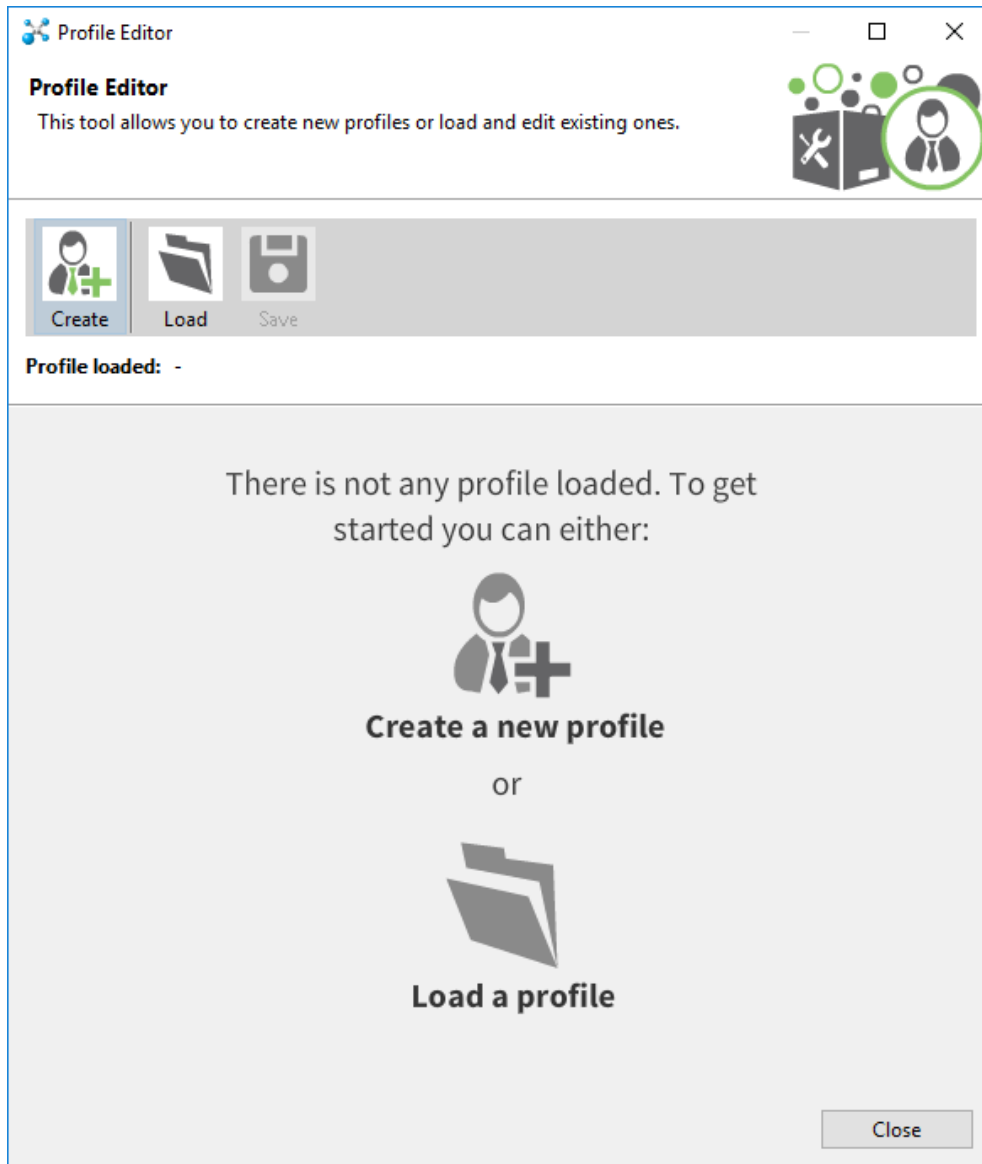 Profile Editor
Profile Editor
This tool allows you to create new profiles or load and edit existing ones.
Create Load Save
Profile loaded: -
There is not any profile loaded. To get
started you can either:
Create a new profile
or
Load a profile
Close